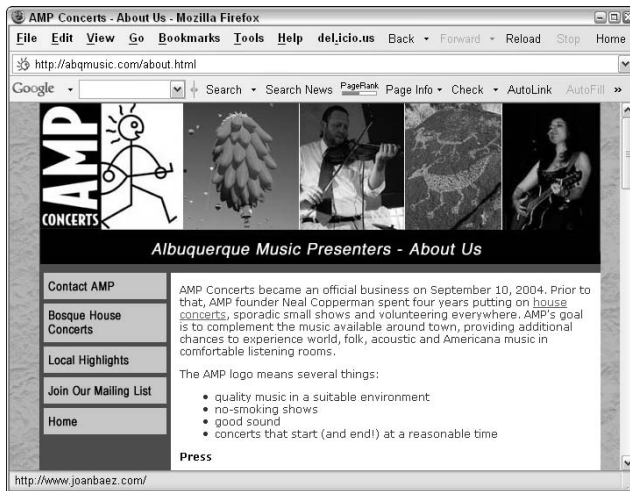 AMP Concerts - About Us - Mozilla Firefox
File Edit View Go Bookmarks Tools Help del.icio.us Back Forward Reload Stop Home
http://abqmusic.com/about.html
Google Search Search News PageRank Page Info Check AutoLink AutoFill »
AMP
CONCERTS
Albuquerque Music Presenters - About Us
Contact AMP
Bosque House
Concerts
Local Highlights
Join Our Mailing List
Home
AMP Concerts became an official business on September 10, 2004. Prior to
that, AMP founder Neal Copperman spent four years putting on house
concerts, sporadic small shows and volunteering everywhere. AMP's goal
is to complement the music available around town, providing additional
chances to experience world, folk, acoustic and Americana music in
comfortable listening rooms.
The AMP logo means several things:
• quality music in a suitable environment
• no-smoking shows
• good sound
• concerts that start (and end!) at a reasonable time
Press
http://www.joanbaez.com/